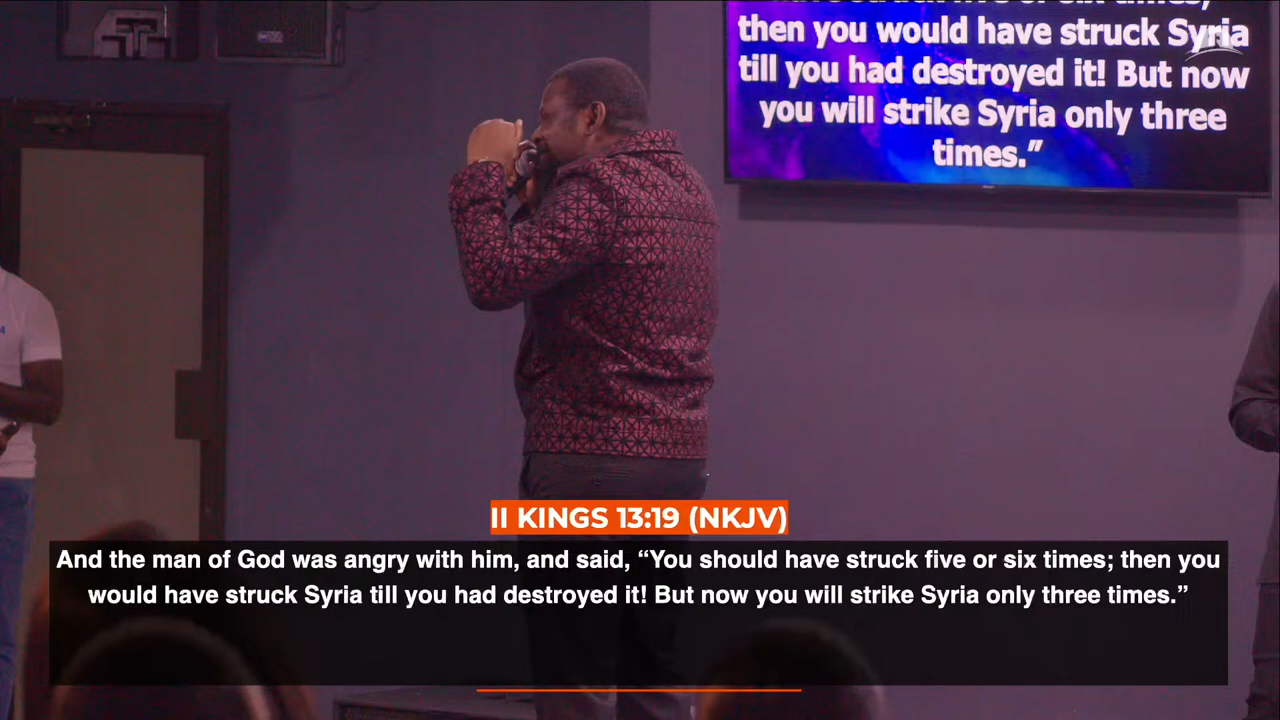 then you would have struck Syria
till you had destroyed it! But now
you will strike Syria only three
times.”
II KINGS 13:19 (NKJV)
And the man of God was angry with him, and said, “You should have struck five or six times; then you
would have struck Syria till you had destroyed it! But now you will strike Syria only three times.”